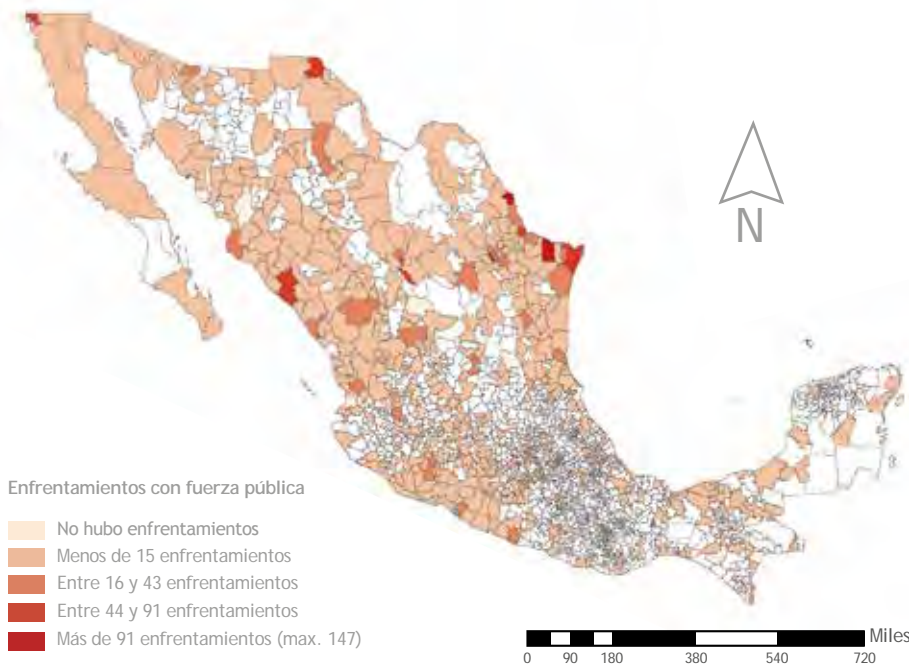 N
Enfrentamientos con fuerza pública
No hubo enfrentamientos
Menos de 15 enfrentamientos
Entre 16 y 43 enfrentamientos
Entre 44 y 91 enfrentamientos
Más de 91 enfrentamientos (max. 147)
Miles
0 90 180 380 540 720